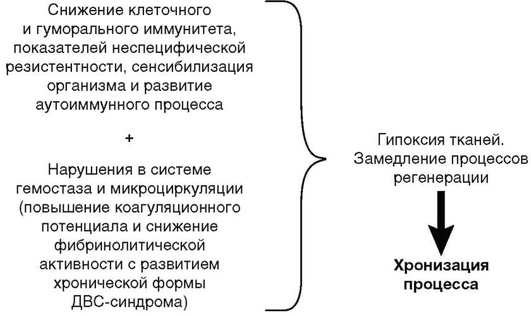 Снижение клеточного
и гуморального иммунитета,
показателей неспецифической
резистентности, сенсибилизация
организма и развитие
аутоиммунного процесса
+
Нарушения в системе
гемостаза и микроциркуляции
(повышение коагуляционного
потенциала и снижение
фибринолитической
активности с развитием
хронической формы
ДВС-синдрома)
Гипоксия тканей.
Замедление процессов
регенерации
Хронизация
процесса